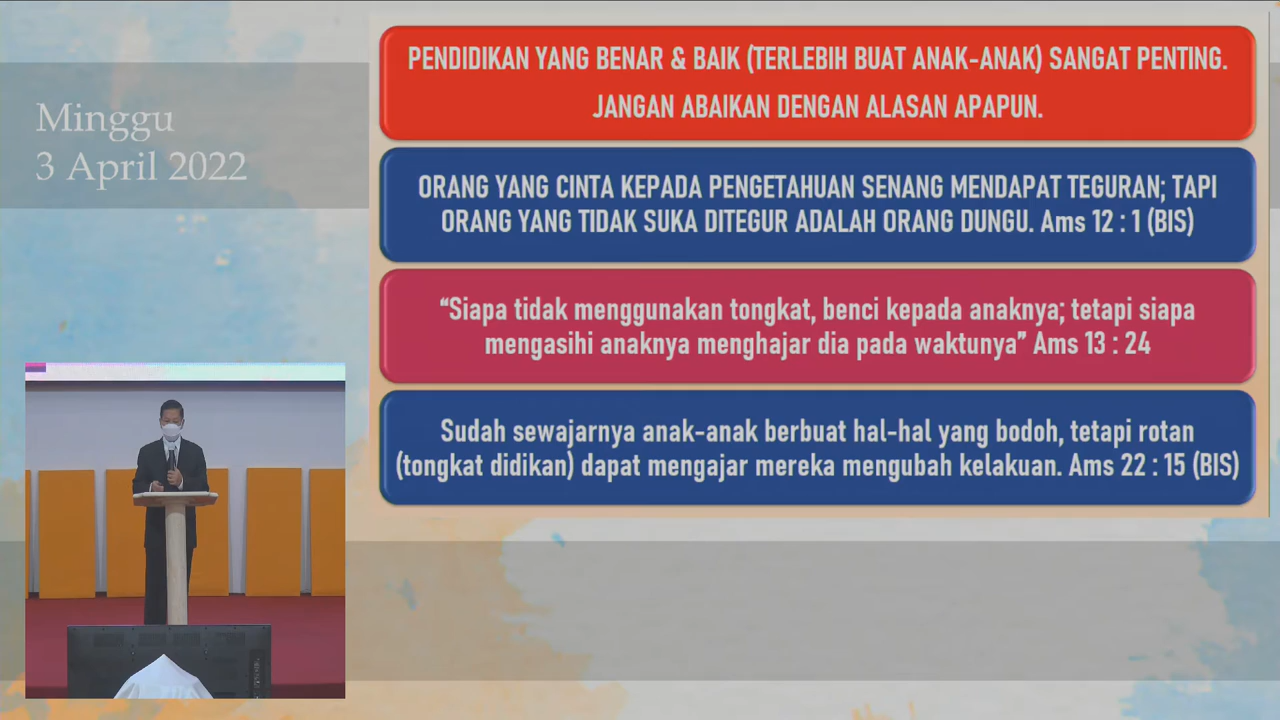 Minggu
3 April 2022
PENDIDIKAN YANG BENAR & BAIK (TERLEBIH BUAT ANAK-ANAK) SANGAT PENTING.
JANGAN ABAIKAN DENGAN ALASAN APAPUN.
ORANG YANG CINTA KEPADA PENGETAHUAN SENANG MENDAPAT TEGURAN; TAPI
ORANG YANG TIDAK SUKA DITEGUR ADALAH ORANG DUNGU. Ams 12 : 1 (BIS)
“Siapa tidak menggunakan tongkat, benci kepada anaknya; tetapi siapa
mengasihi anaknya menghajar dia pada waktunya” Ams 13 : 24
Sudah sewajarnya anak-anak berbuat hal-hal yang bodoh, tetapi rotan
(tongkat didikan) dapat mengajar mereka mengubah kelakuan. Ams 22 : 15 (BIS)